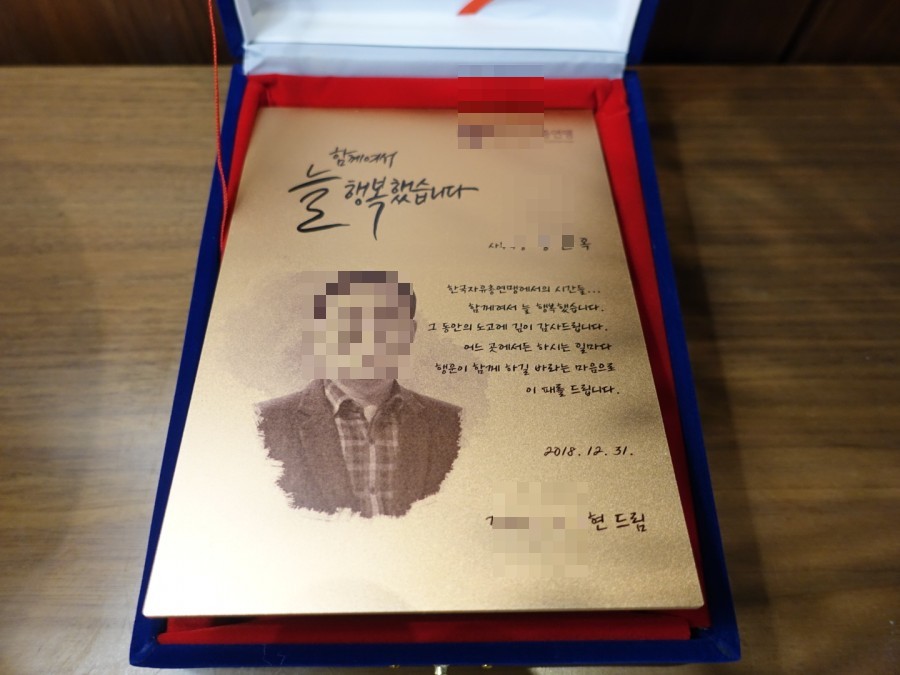 함께여서
늘 행복했습니다
한국자유총연맹에서의 시간들...
함께여서 늘 행복했습니다.
그 동안의 노고에 깊이 감사드립니다.
어느 곳에서든 하시는 일마다
행운이 함께 하길 바라는 마음으로
이 패를 드립니다.
2018. 12. 31.
현 드림